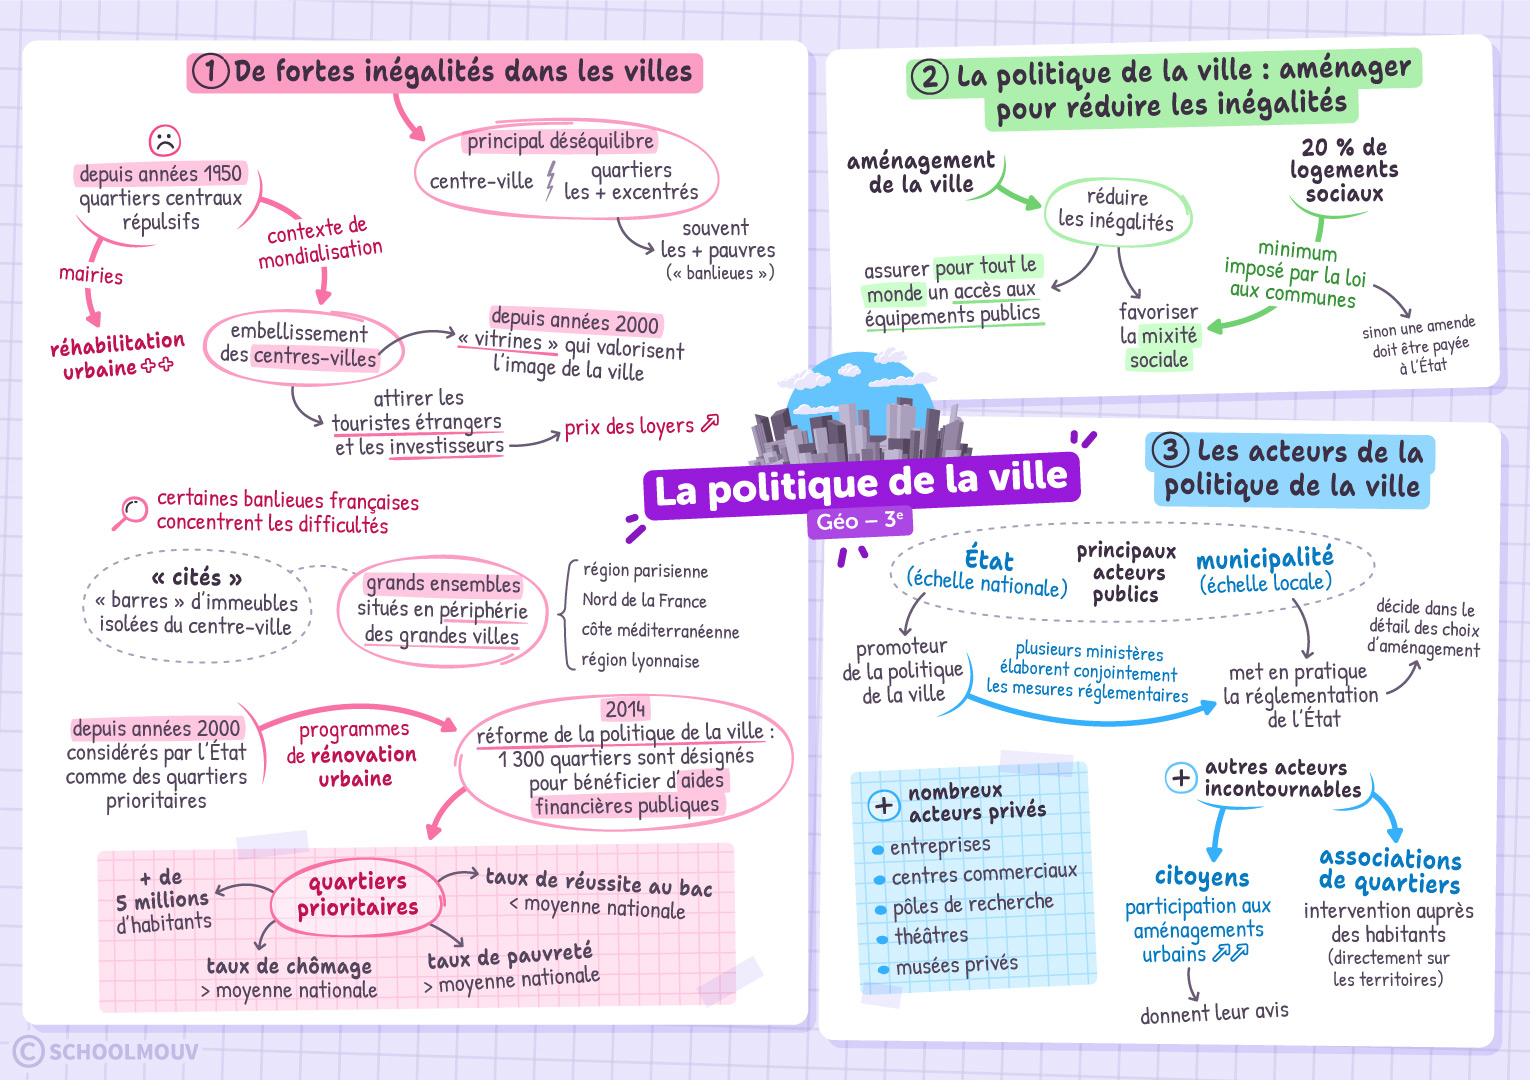 1 De fortes inégalités dans les villes
principal déséquilibre
centre-ville
quartiers
les + excentrés
souvent
les + pauvres
(« banlieues »)
depuis années 1950
quartiers centraux
répulsifs
mairies
réhabilitation
urbaine ++
contexte de
mondialisation
embellissement
des centres-villes
depuis années 2000
« vitrines » qui valorisent
l'image de la ville
attirer les
touristes étrangers
et les investisseurs
prix des loyers
certaines banlieues françaises
concentrent les difficultés
« cités »
« barres » d'immeubles
isolées du centre-ville
grands ensembles
situés en périphérie
des grandes villes
région parisienne
Nord de la France
côte méditerranéenne
région lyonnaise
depuis années 2000
considérés par l'État
comme des quartiers
prioritaires
programmes
de rénovation
urbaine
2014
réforme de la politique de la ville :
1 300 quartiers sont désignés
pour bénéficier d'aides
financières publiques
quartiers
prioritaires
+ de
5 millions
d'habitants
taux de réussite au bac
< moyenne nationale
taux de chômage
> moyenne nationale
taux de pauvreté
> moyenne nationale
La politique de la ville
Géo – 3e
2 La politique de la ville : aménager
pour réduire les inégalités
aménagement
de la ville
réduire
les inégalités
assurer pour tout le
monde un accès aux
équipements publics
favoriser
la mixité
sociale
20 % de
logements
sociaux
minimum
imposé par la loi
aux communes
sinon une amende
doit être payée
à l'État
3 Les acteurs de la
politique de la ville
État
(échelle nationale)
principaux
acteurs
publics
municipalité
(échelle locale)
promoteur
de la politique
de la ville
plusieurs ministères
élaborent conjointement
les mesures réglementaires
met en pratique
la réglementation
de l'État
décide dans le
détail des choix
d'aménagement
+ nombreux
acteurs privés
entreprises
centres commerciaux
pôles de recherche
théâtres
musées privés
+ autres acteurs
incontournables
citoyens
participation aux
aménagements
urbains
donnent leur avis
associations
de quartiers
intervention auprès
des habitants
(directement sur
les territoires)
© SCHOOLMOUV